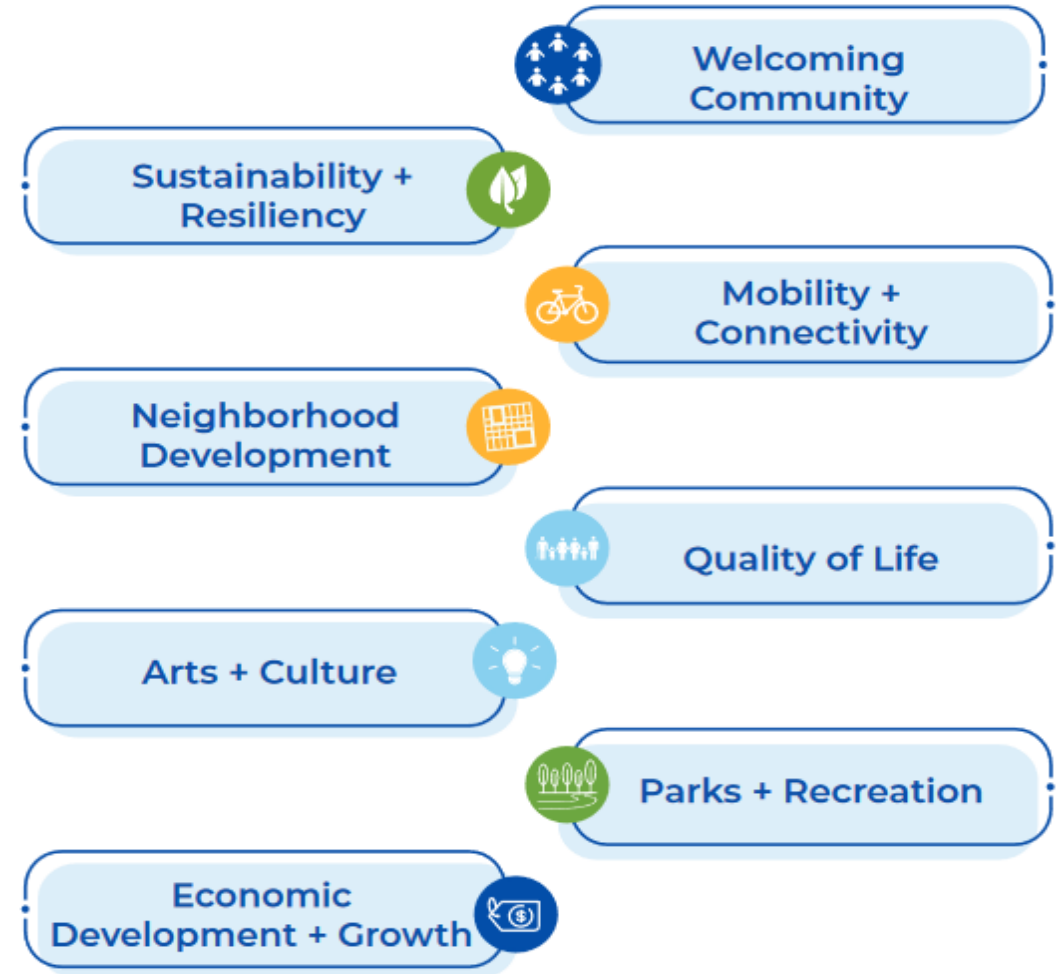 Welcoming
Community
Sustainability +
Resiliency
Mobility +
Connectivity
Neighborhood
Development
Quality of Life
Arts + Culture
Parks + Recreation
Economic
Development + Growth